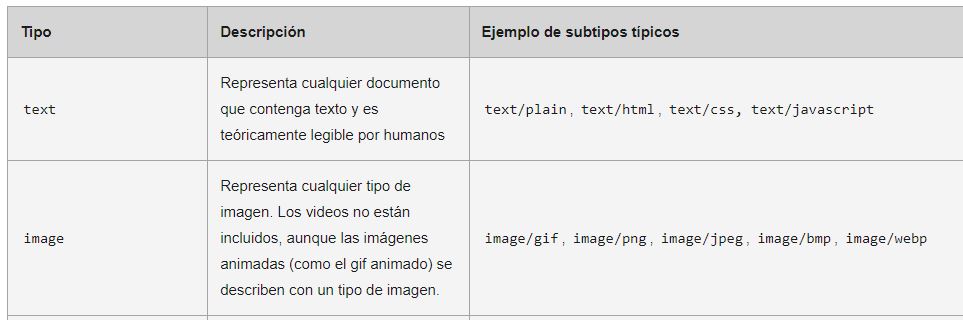 Tipo Descripción Ejemplo de subtipos típicos
Representa cualquier documento
que contenga texto y es
teóricamente legible por humanos
text
text/plain, text/html, text/css, text/javascript
Representa cualquier tipo de
imagen. Los videos no están
incluidos, aunque las imágenes
animadas (como el gif animado) se
describen con un tipo de imagen.
image
image/gif, image/png, image/jpeg, image/bmp, image/webp